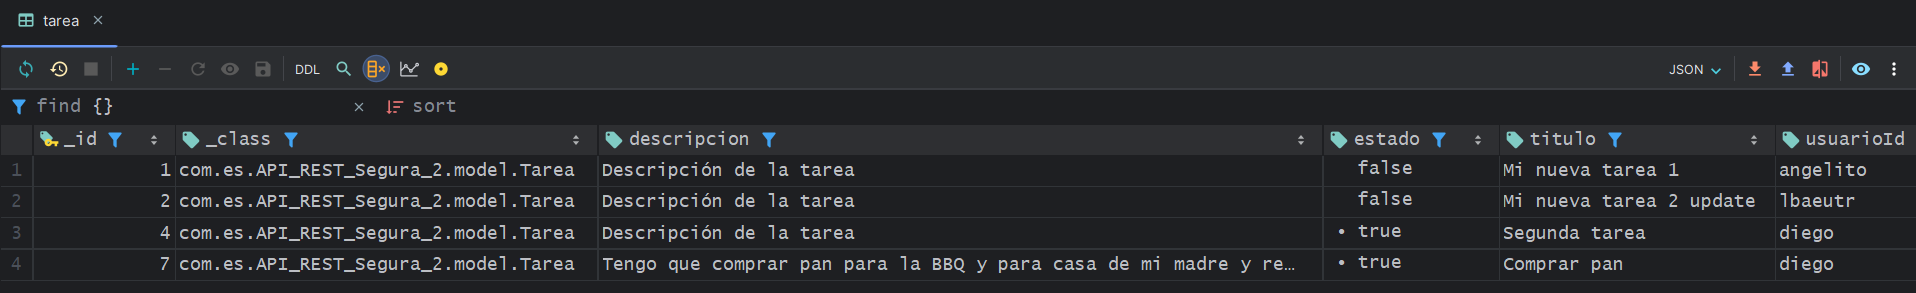 tarea
DDL JSON
find {} sort
_id _class descripcion estado titulo usuarioId
1 1 com.es.API_REST_Segura_2.model.Tarea Descripción de la tarea false Mi nueva tarea 1 angelito
2 2 com.es.API_REST_Segura_2.model.Tarea Descripción de la tarea false Mi nueva tarea 2 update lbaeutr
3 4 com.es.API_REST_Segura_2.model.Tarea Descripción de la tarea • true Segunda tarea diego
4 7 com.es.API_REST_Segura_2.model.Tarea Tengo que comprar pan para la BBQ y para casa de mi madre y re… • true Comprar pan diego